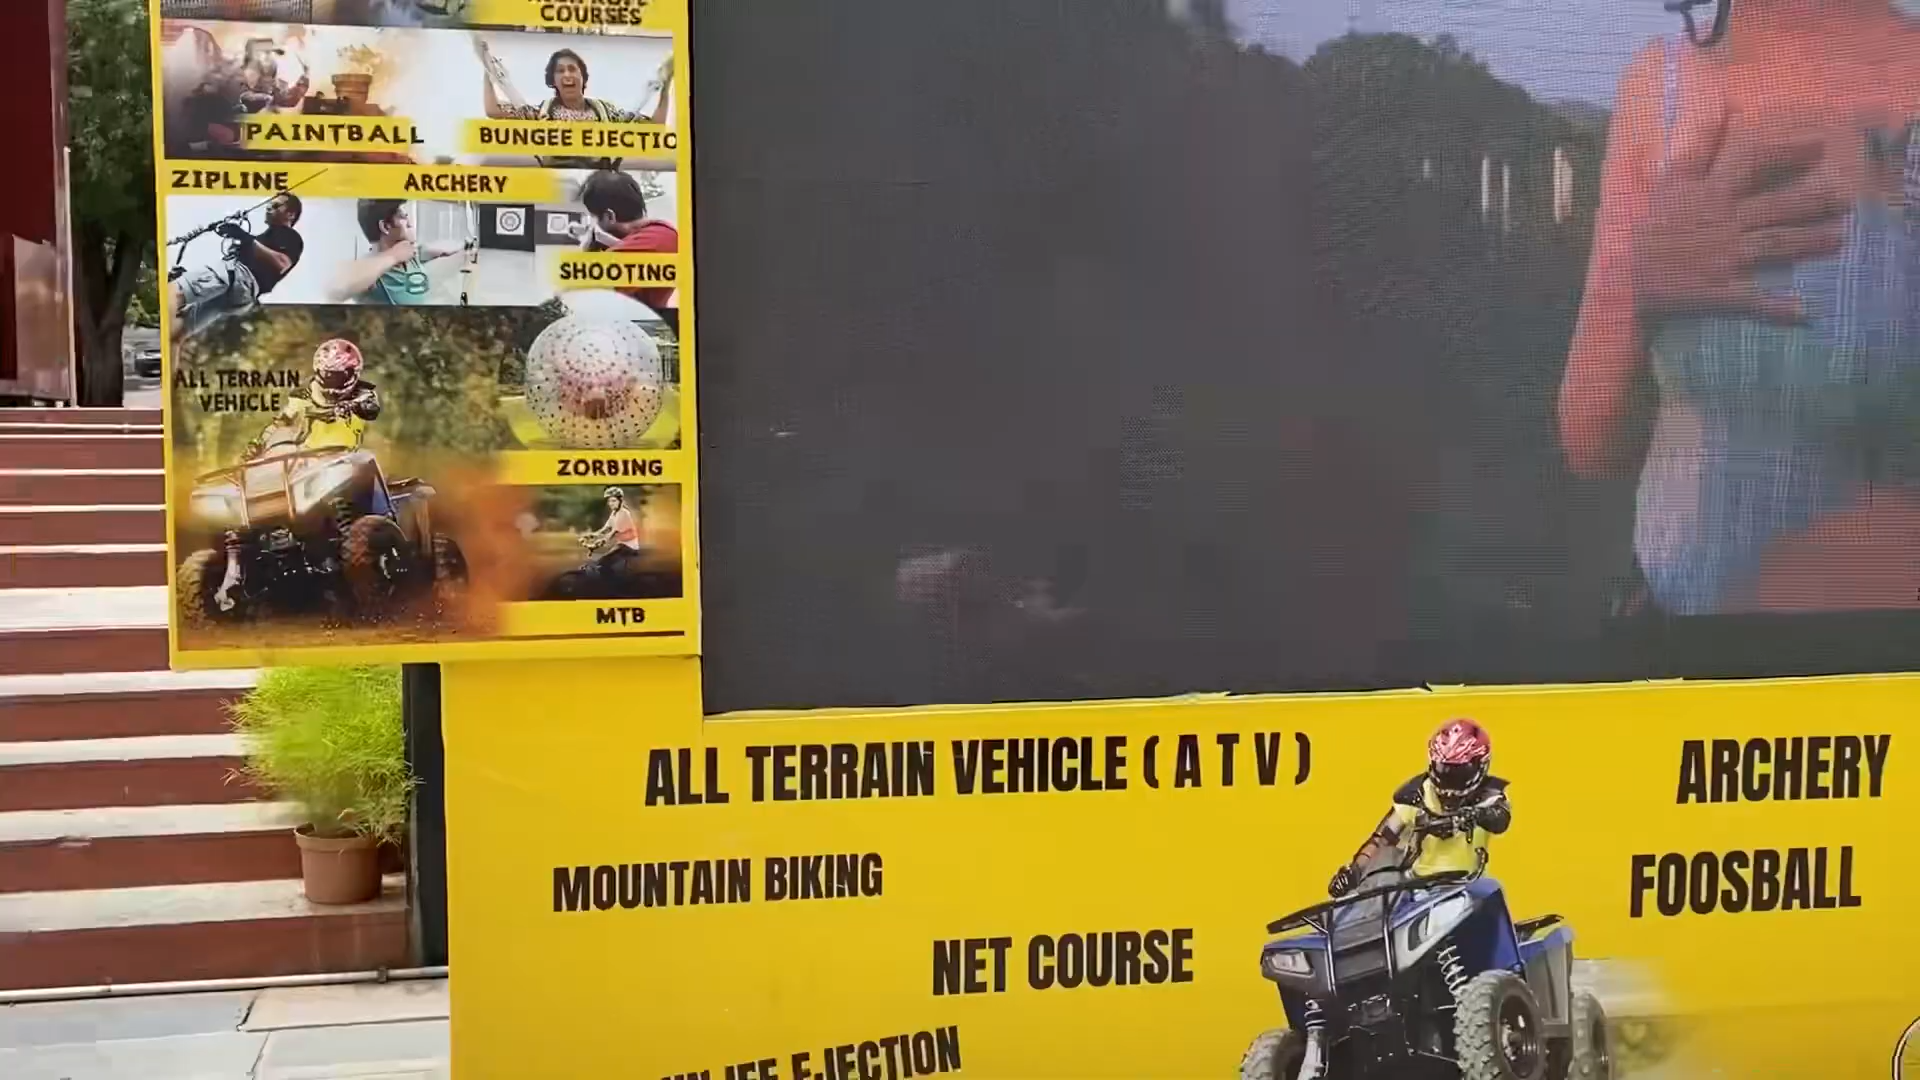 COURSES
PAINTBALL
BUNGEE EJECTIO
ZIPLINE
ARCHERY
SHOOTING
ALL TERRAIN
VEHICLE
ZORBING
MTB
ALL TERRAIN VEHICLE ( A T V )
ARCHERY
MOUNTAIN BIKING
FOOSBALL
NET COURSE
EJECTION